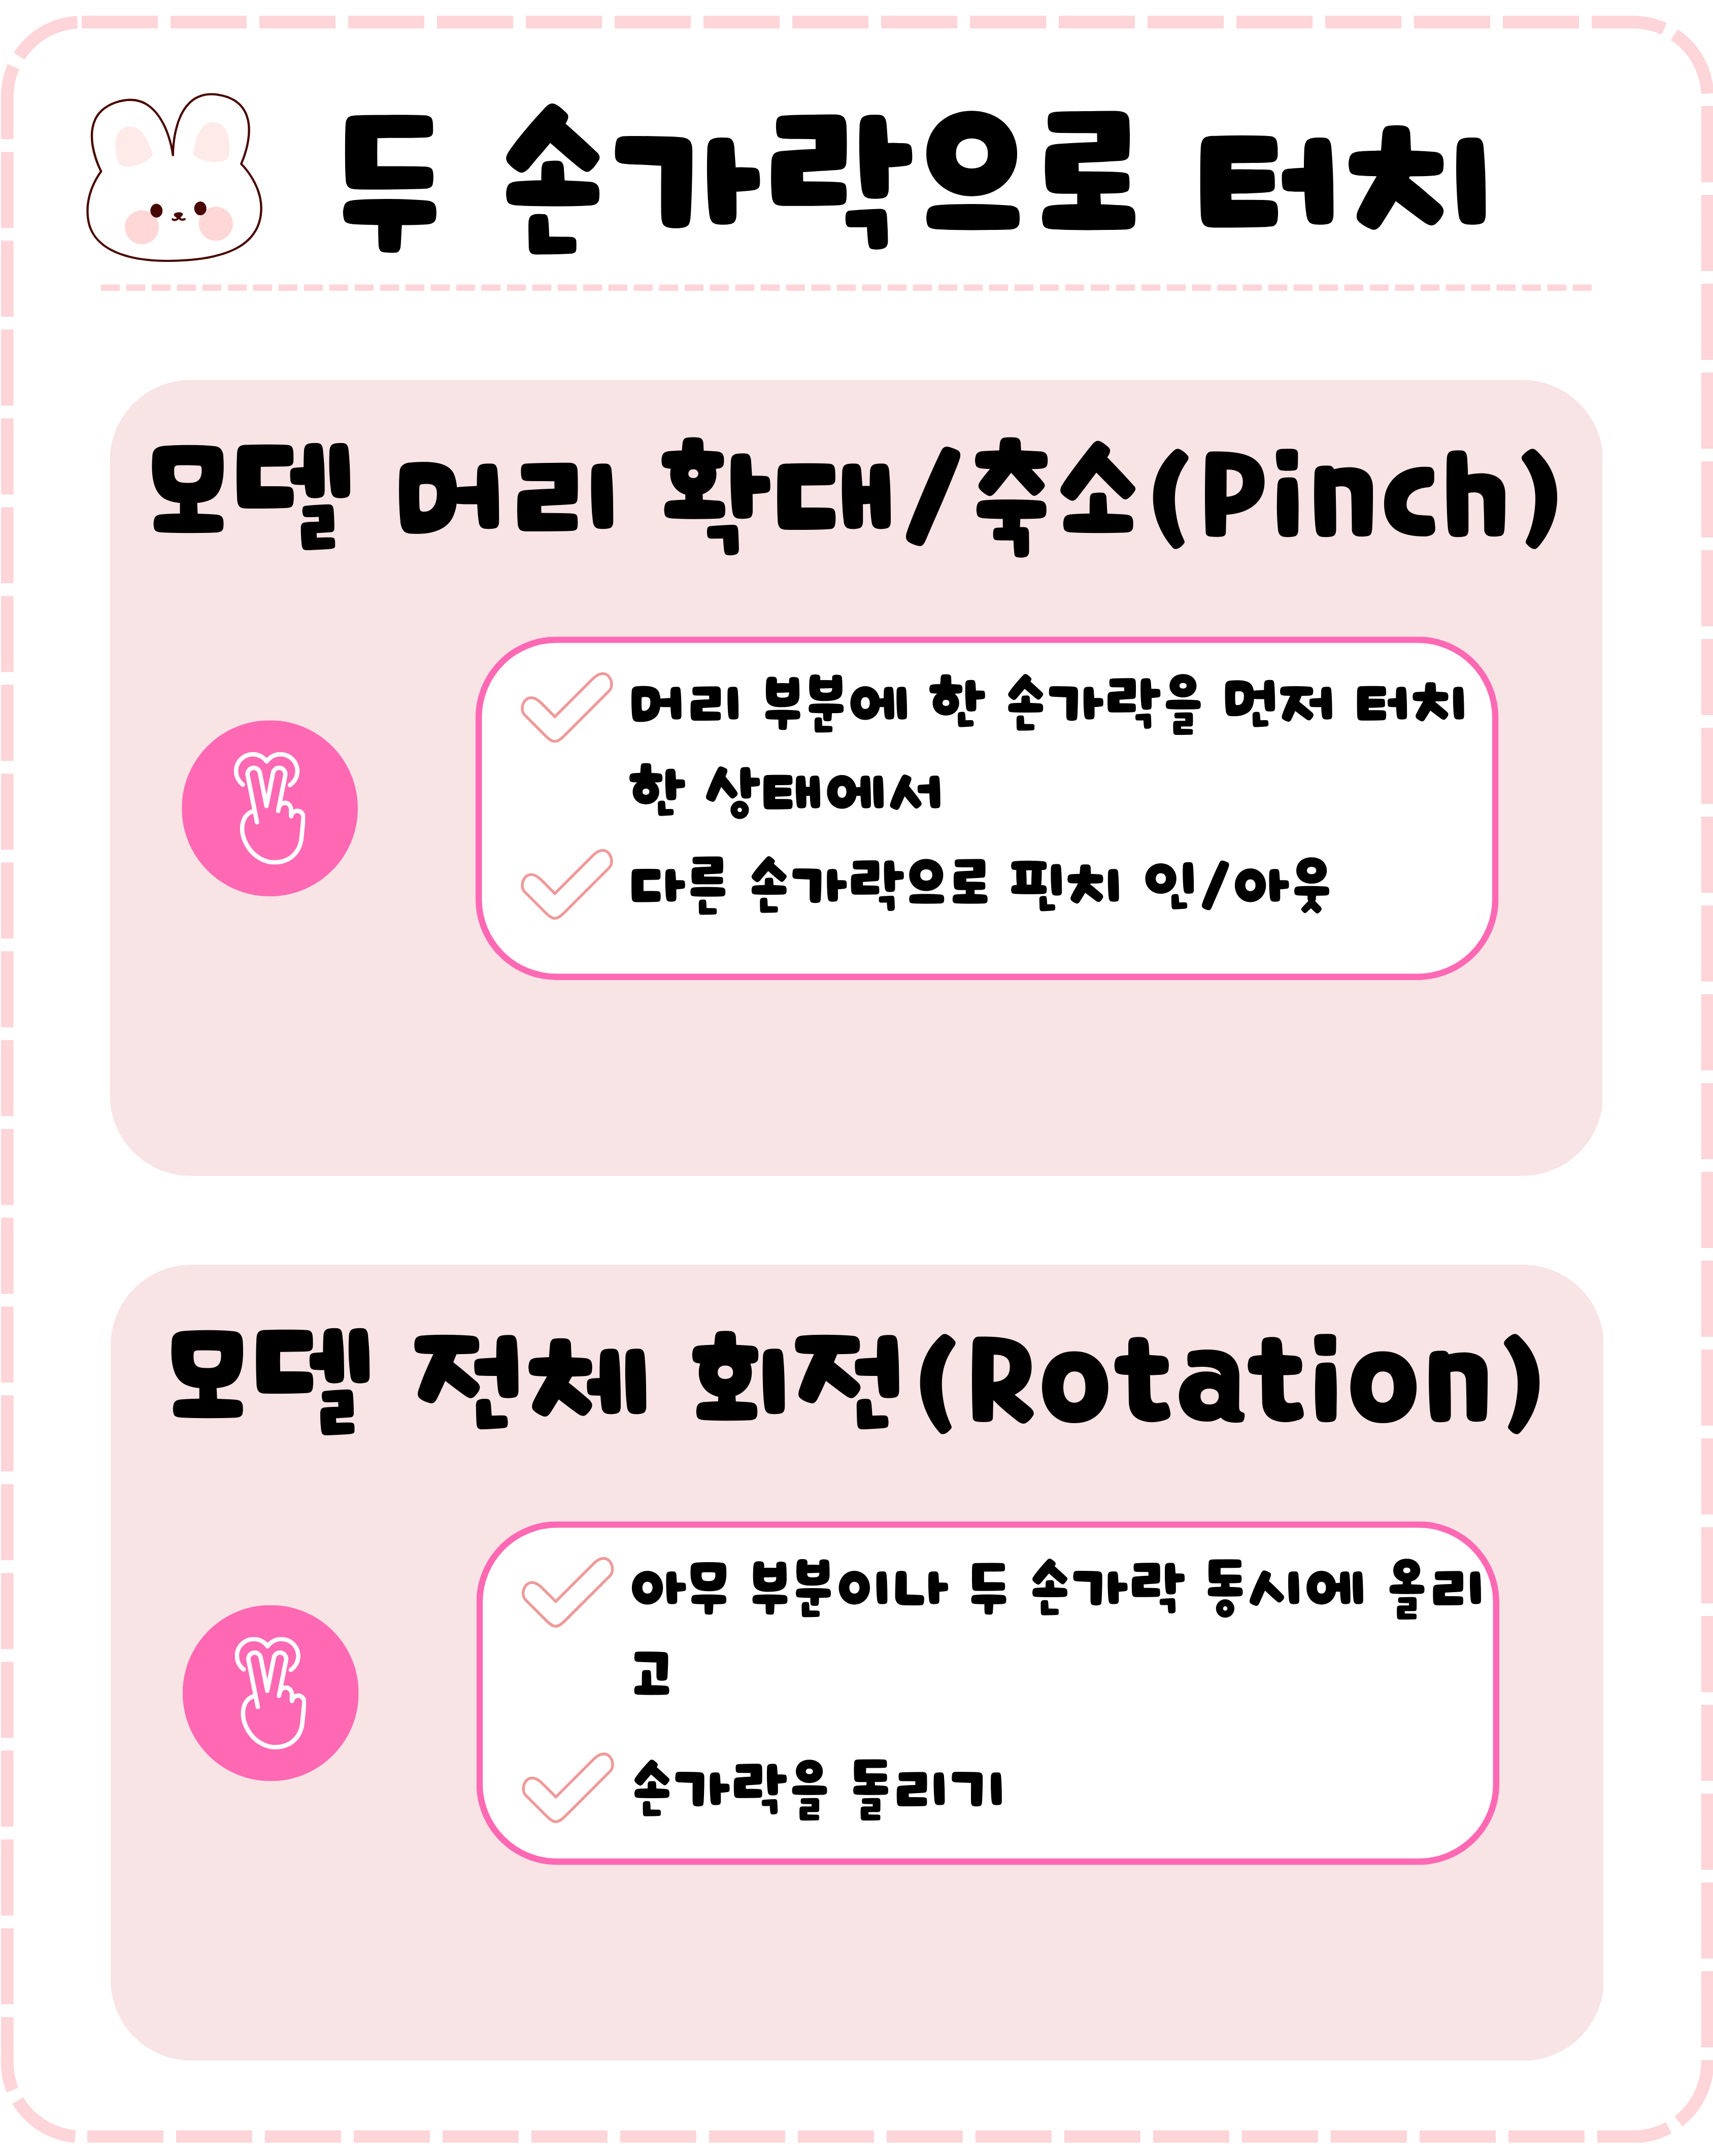 두 손가락으로 터치
모델 머리 확대/축소(Pinch)
머리 부분에 한 손가락을 먼저 터치
한 상태에서
다른 손가락으로 핀치 인/아웃
모델 전체 회전(Rotation)
아무 부분이나 두 손가락 동시에 올리
고
손가락을 돌리기